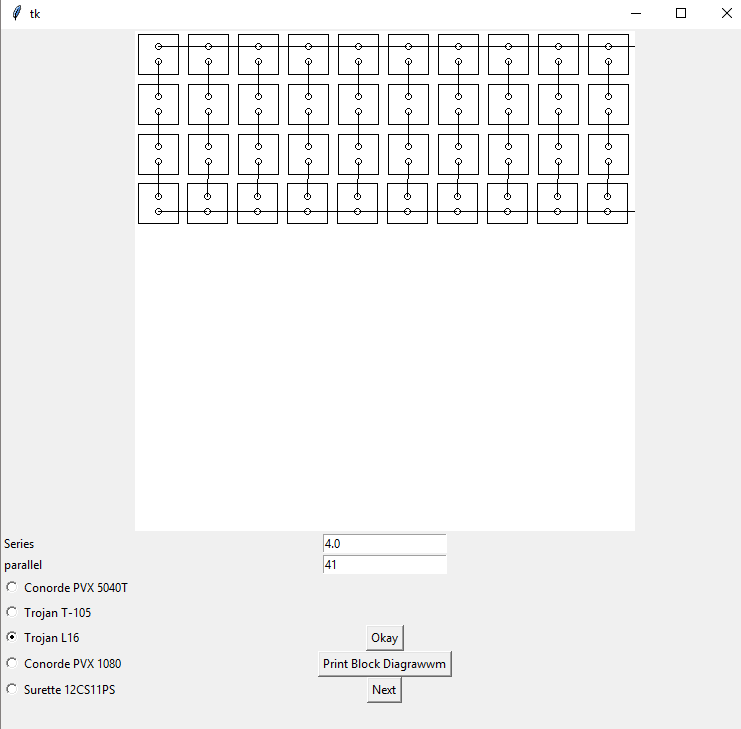 tk
Series 4.0
parallel 41
Conorde PVX 5040T
Trojan T-105
Trojan L16 Okay
Conorde PVX 1080 Print Block Diagrawwm
Surette 12CS11PS Next